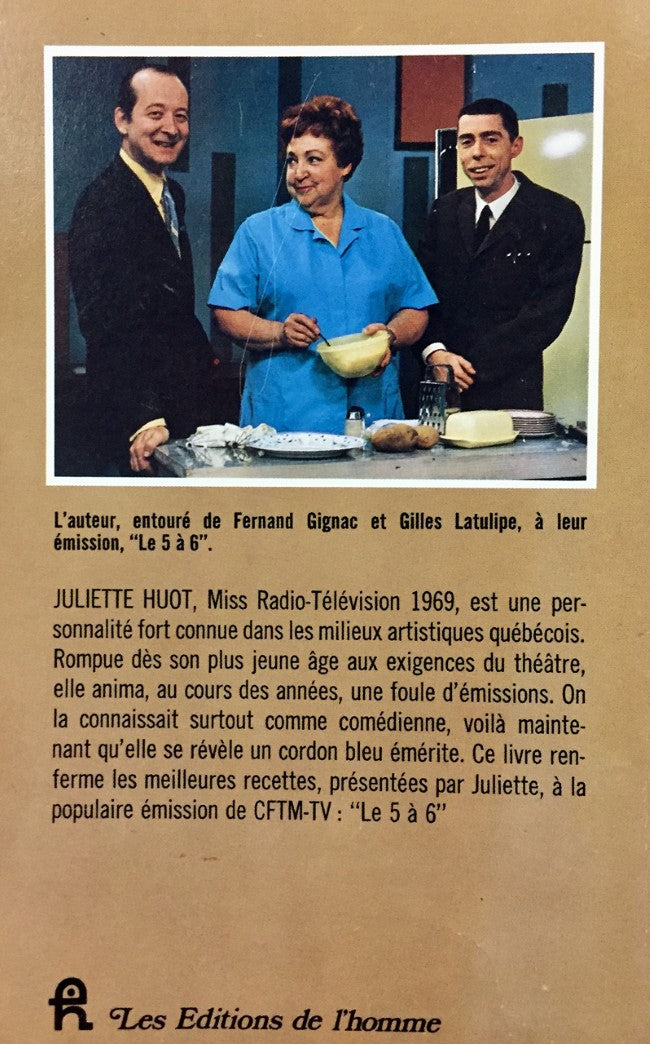 L'auteur, entouré de Fernand Gignac et Gilles Latulipe, à leur
émission, "Le 5 à 6".
JULIETTE HUOT, Miss Radio-Télévision 1969, est une per-
sonnalité fort connue dans les milieux artistiques québécois.
Rompue dès son plus jeune âge aux exigences du théâtre,
elle anima, au cours des années, une foule d'émissions. On
la connaissait surtout comme comédienne, voilà mainte-
nant qu'elle se révèle un cordon bleu émérite. Ce livre ren-
ferme les meilleures recettes, présentées par Juliette, à la
populaire émission de CFTM-TV : "Le 5 à 6"
Les Editions de l'homme